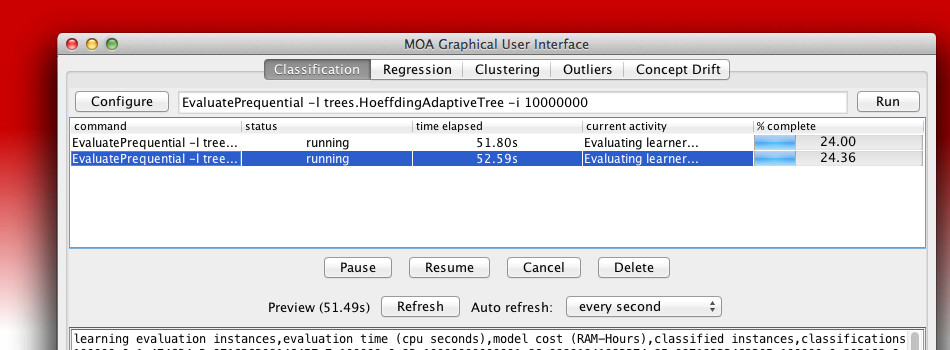 MOA Graphical User Interface
Classification Regression Clustering Outliers Concept Drift
Configure EvaluatePrequential -l trees.HoeffdingAdaptiveTree -i 10000000 Run
command status time elapsed current activity % complete
EvaluatePrequential -l tree... running 51.80s Evaluating learner... 24.00
EvaluatePrequential -l tree... running 52.59s Evaluating learner... 24.36
Pause Resume Cancel Delete
Preview (51.49s) Refresh Auto refresh: every second
learning evaluation instances,evaluation time (cpu seconds),model cost (RAM-Hours),classified instances,classifications